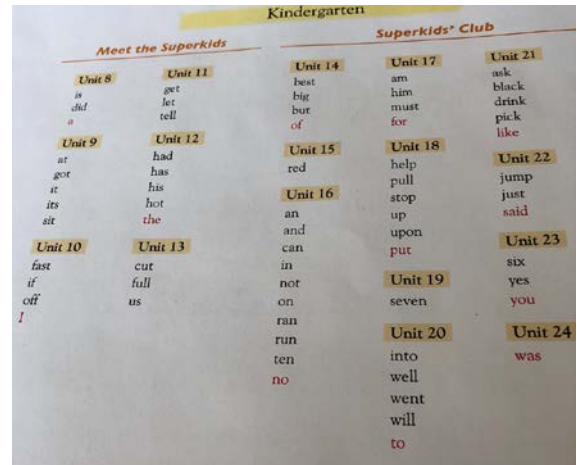 Kindergarten
Meet the Superkids
Unit 8
is
did
a
Unit 9
at
got
it
its
sit
Unit 10
fast
if
off
I
Unit 11
get
let
tell
Unit 12
had
has
his
hot
the
Unit 13
cut
full
us
Superkids' Club
Unit 14
best
big
but
of
Unit 15
red
Unit 16
an
and
can
in
not
on
ran
run
ten
no
Unit 17
am
him
must
for
Unit 18
help
pull
stop
up
upon
put
Unit 19
seven
Unit 20
into
well
went
will
to
Unit 21
ask
black
drink
pick
like
Unit 22
jump
just
said
Unit 23
six
yes
you
Unit 24
was